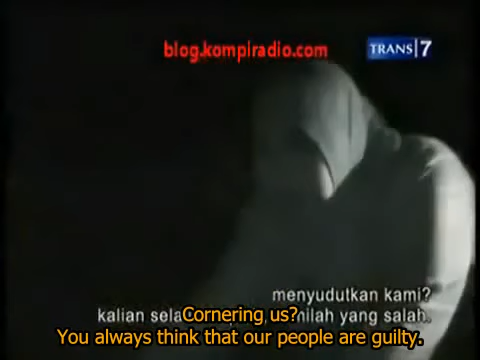 blog.kompiradio.com
TRANS|7
menyudutkan kami?
kalian sela nilah yang salah.
Cornering us?
You always think that our people are guilty.